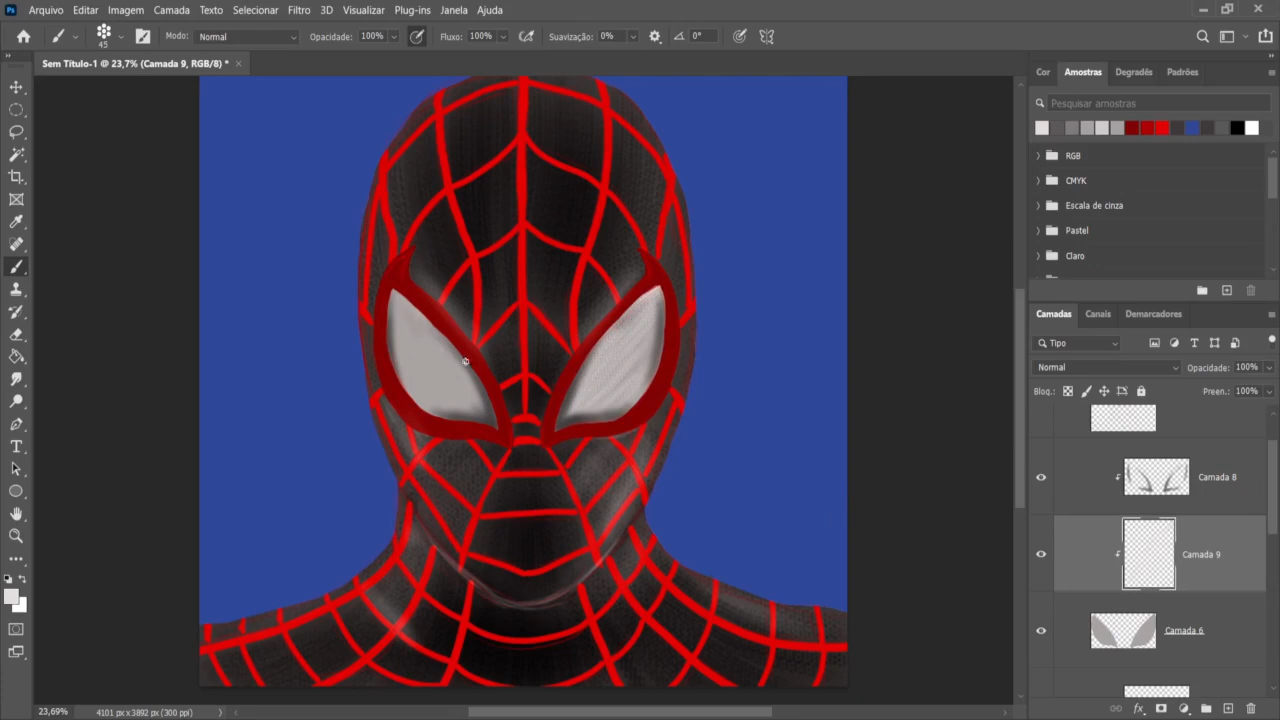 Ps Arquivo Editar Imagem Camada Texto Selecionar Filtro 3D Visualizar Plug-ins Janela Ajuda
45 Modo: Normal Opacidade: 100% Fluxo: 100% Suavização: 0% 0°
Sem Título-1 @ 23,7% (Camada 9, RGB/8) *
Cor Amostras Degradês Padrões
Pesquisar amostras
RGB
CMYK
Escala de cinza
Pastel
Claro
Camadas Canais Demarcadores
Tipo
Normal Opacidade: 100%
Bloq.: Preen.: 100%
Camada 8
Camada 9
Camada 6
fx
23,69% 4101 px x 3892 px (300 ppi)